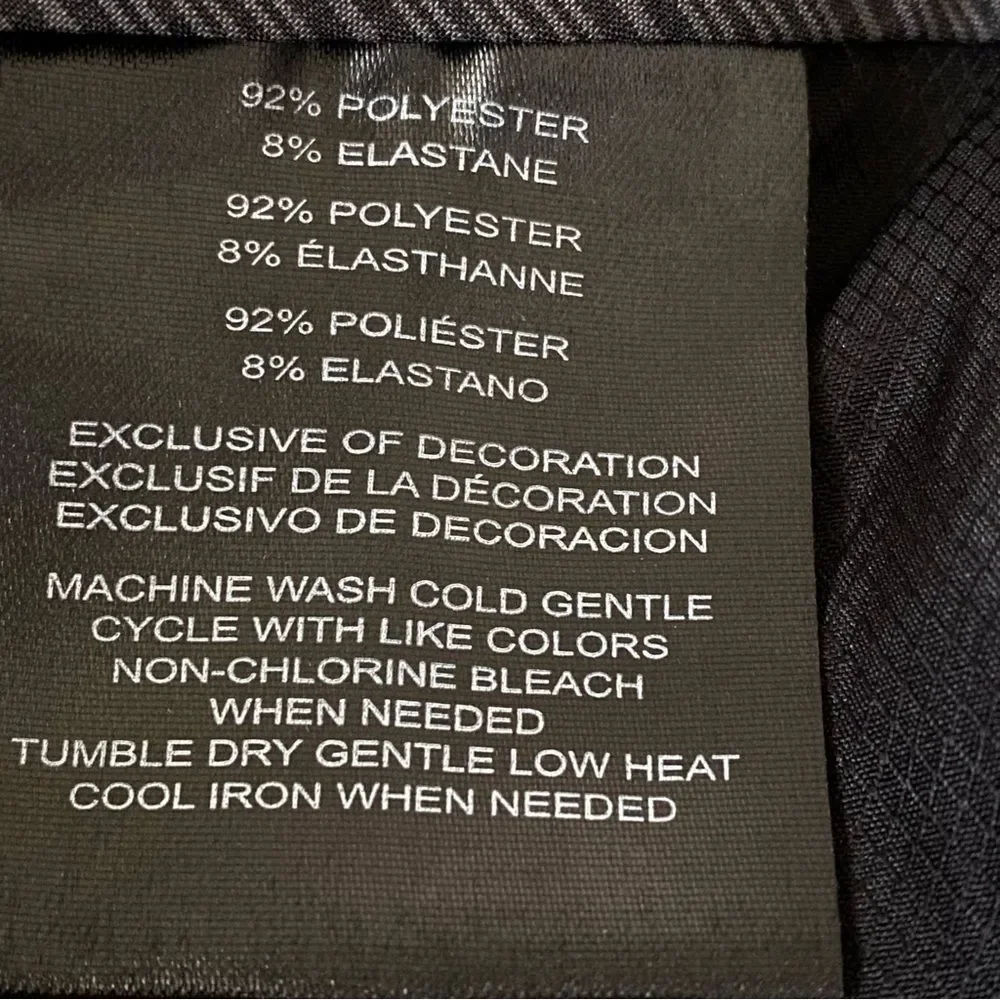 92% POLYESTER
8% ELASTANE
92% POLYESTER
8% ÉLASTHANNE
92% POLIÉSTER
8% ELASTANO
EXCLUSIVE OF DECORATION
EXCLUSIF DE LA DÉCORATION
EXCLUSIVO DE DECORACION
MACHINE WASH COLD GENTLE
CYCLE WITH LIKE COLORS
NON-CHLORINE BLEACH
WHEN NEEDED
TUMBLE DRY GENTLE LOW HEAT
COOL IRON WHEN NEEDED